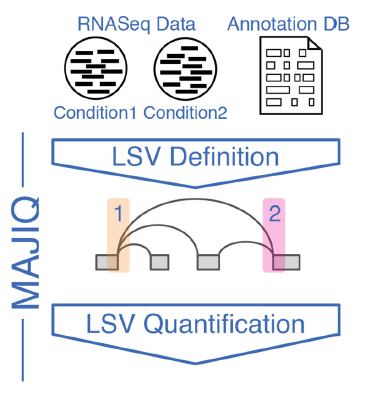 RNASeq Data
Annotation DB
Condition1 Condition2
LSV Definition
1
2
MAJIQ
LSV Quantification